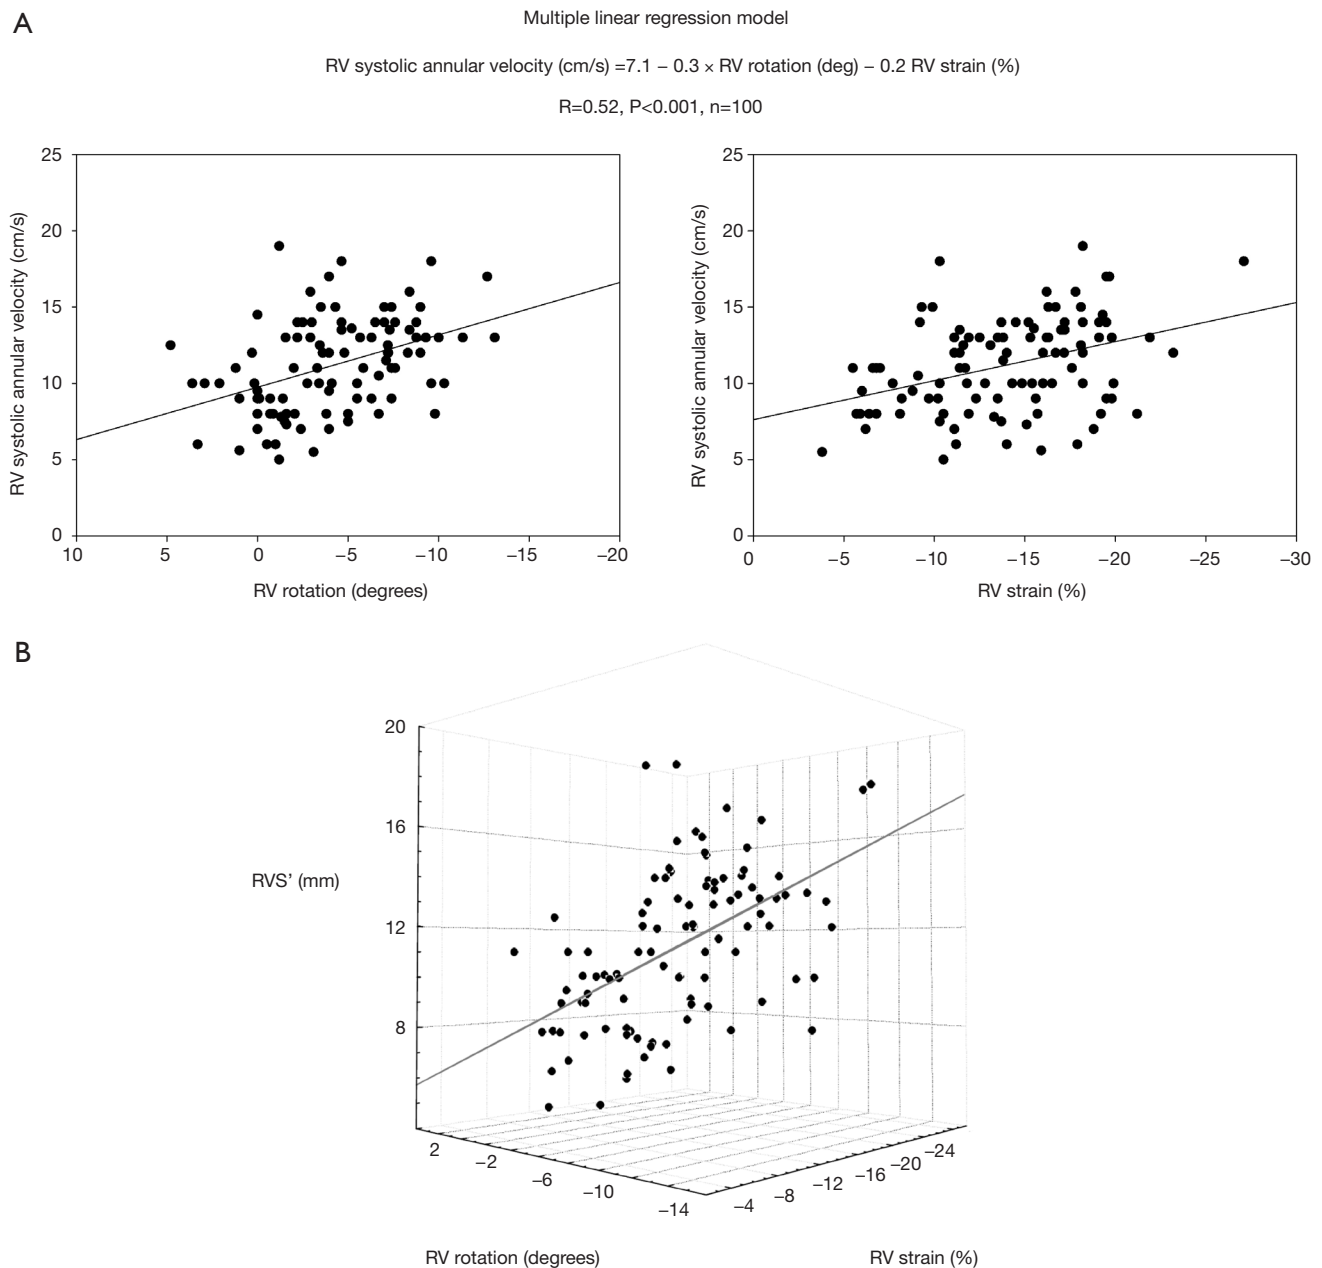 A
Multiple linear regression model
RV systolic annular velocity (cm/s) =7.1 − 0.3 × RV rotation (deg) − 0.2 RV strain (%)
R=0.52, P<0.001, n=100
RV systolic annular velocity (cm/s)
25
20
15
10
5
0
10 5 0 −5 −10 −15 −20
RV rotation (degrees)
RV systolic annular velocity (cm/s)
25
20
15
10
5
0
0 −5 −10 −15 −20 −25 −30
RV strain (%)
B
RVS’ (mm)
20
16
12
8
2 −2 −6 −10 −14
−4 −8 −12 −16 −20 −24
RV rotation (degrees)
RV strain (%)